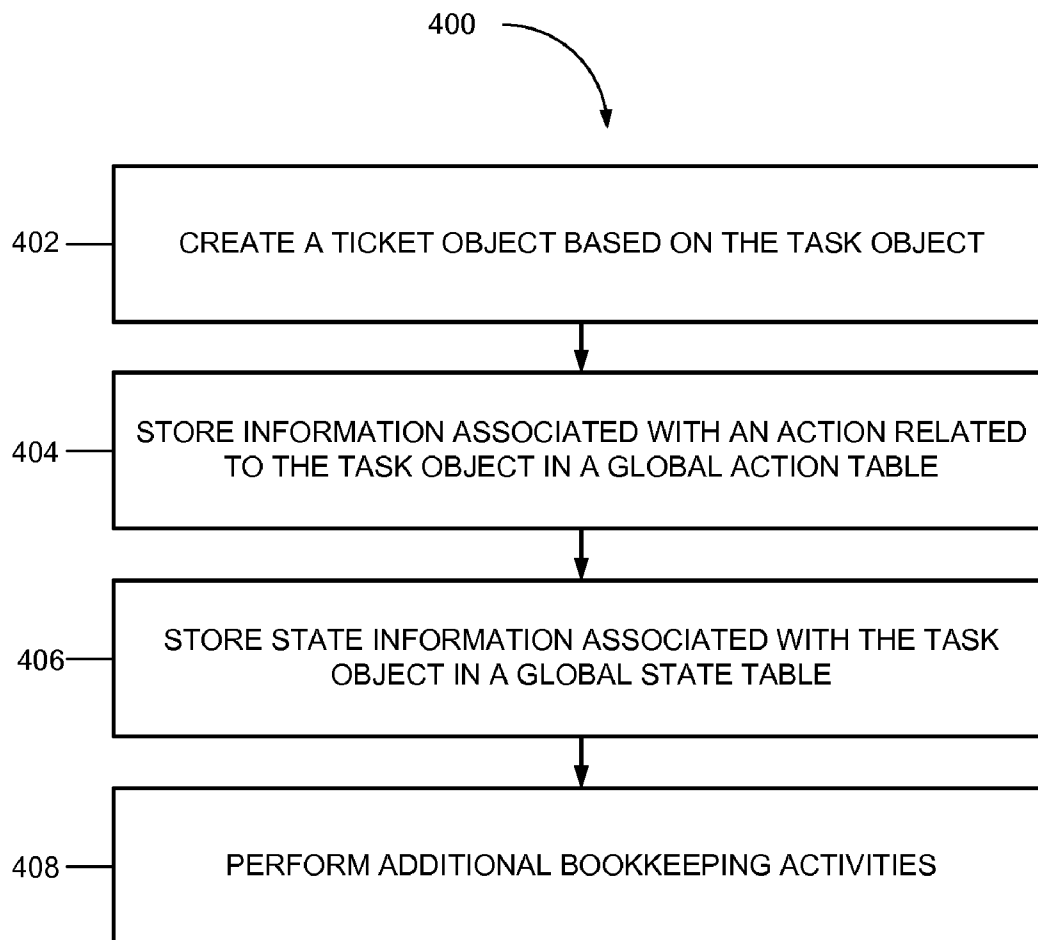 400
402
CREATE A TICKET OBJECT BASED ON THE TASK OBJECT
404
STORE INFORMATION ASSOCIATED WITH AN ACTION RELATED
TO THE TASK OBJECT IN A GLOBAL ACTION TABLE
406
STORE STATE INFORMATION ASSOCIATED WITH THE TASK
OBJECT IN A GLOBAL STATE TABLE
408
PERFORM ADDITIONAL BOOKKEEPING ACTIVITIES